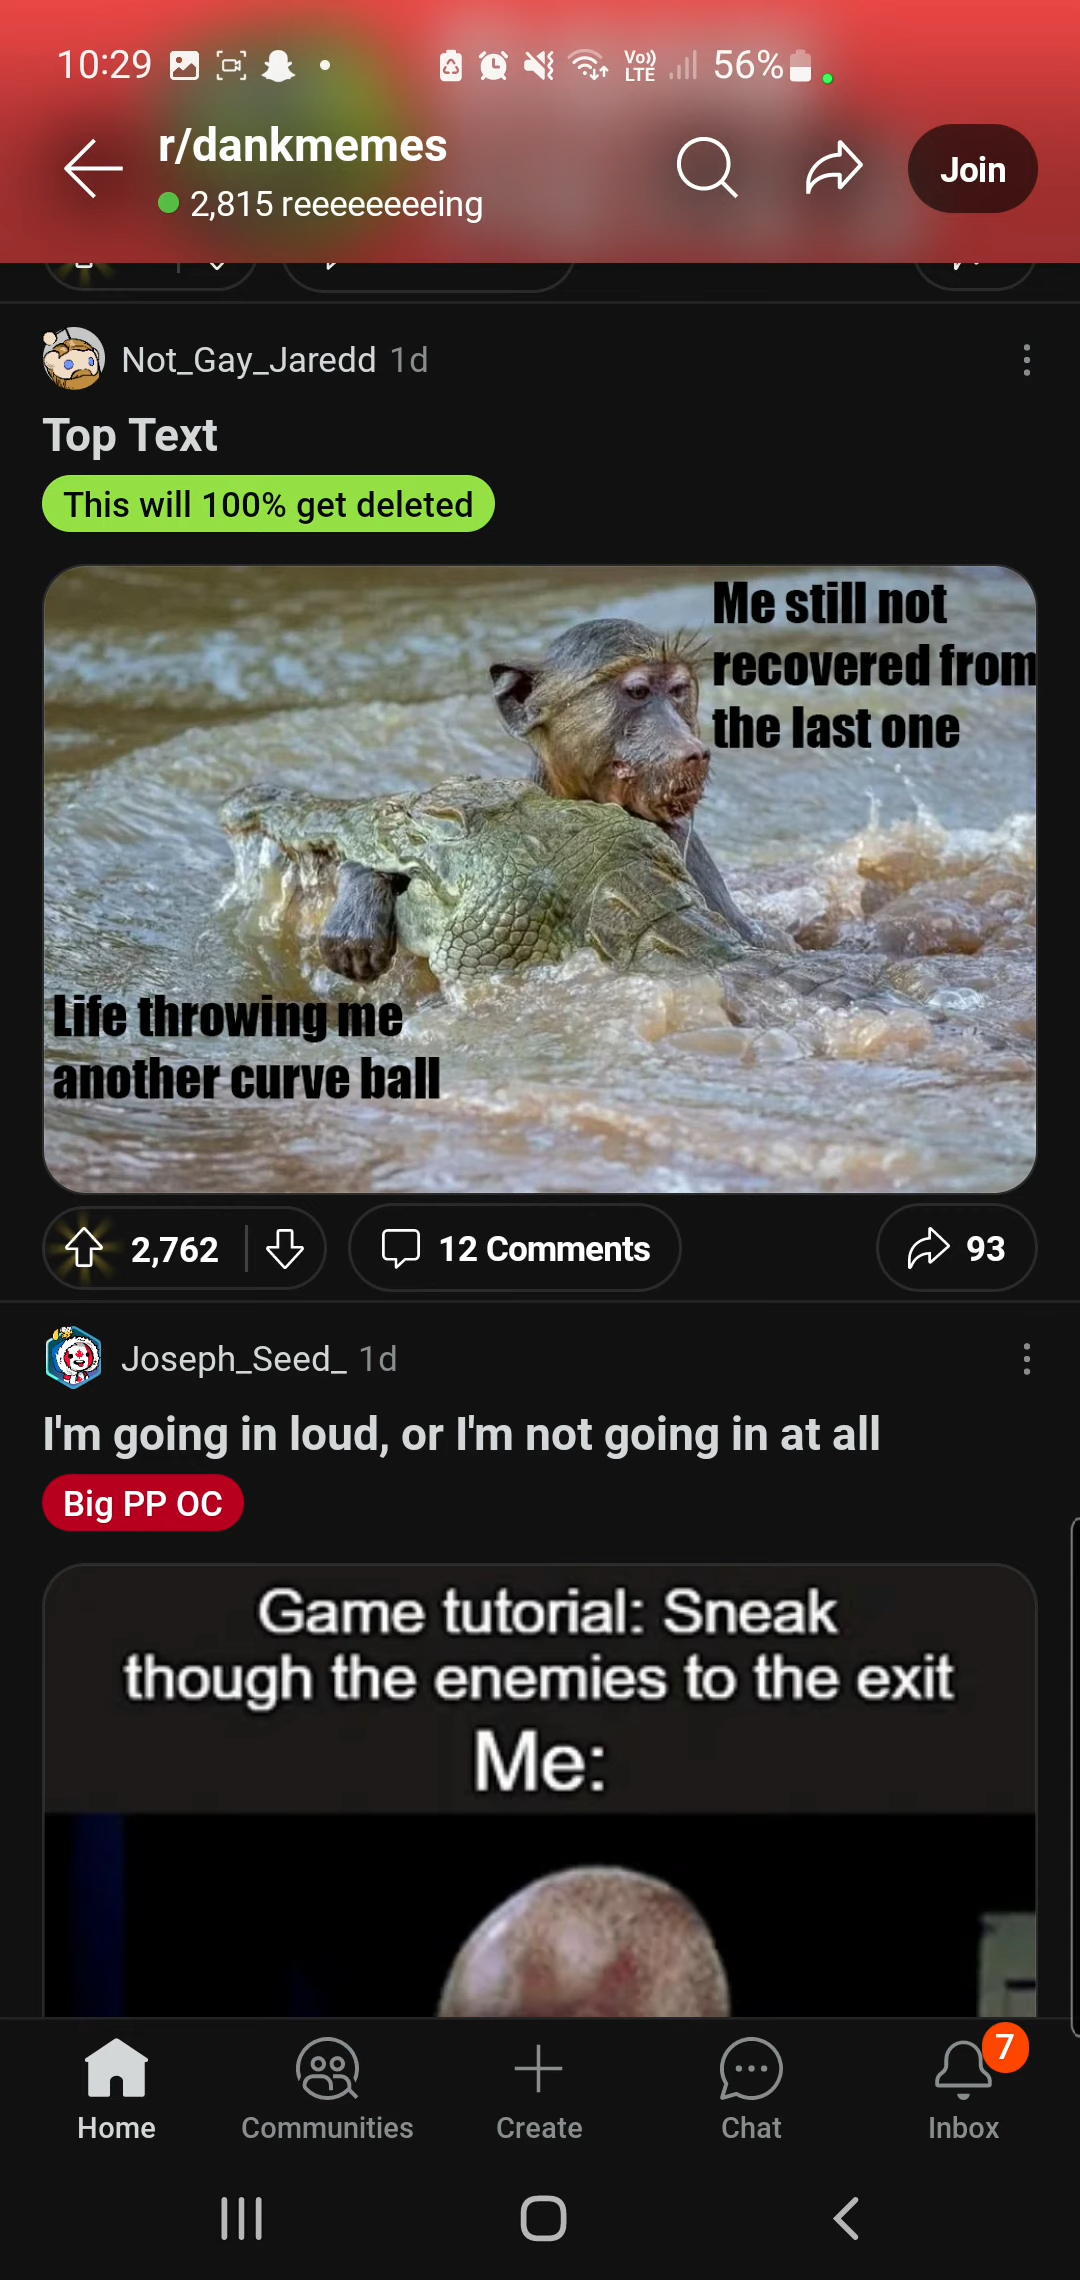 10:29
Vo))
LTE
56%
r/dankmemes
2,815 reeeeeeeeing
Join
Not_Gay_Jaredd 1d
Top Text
This will 100% get deleted
Me still not
recovered from
the last one
Life throwing me
another curve ball
2,762
12 Comments
93
Joseph_Seed_ 1d
I'm going in loud, or I'm not going in at all
Big PP OC
Game tutorial: Sneak
though the enemies to the exit
Me:
7
Home
Communities
Create
Chat
Inbox